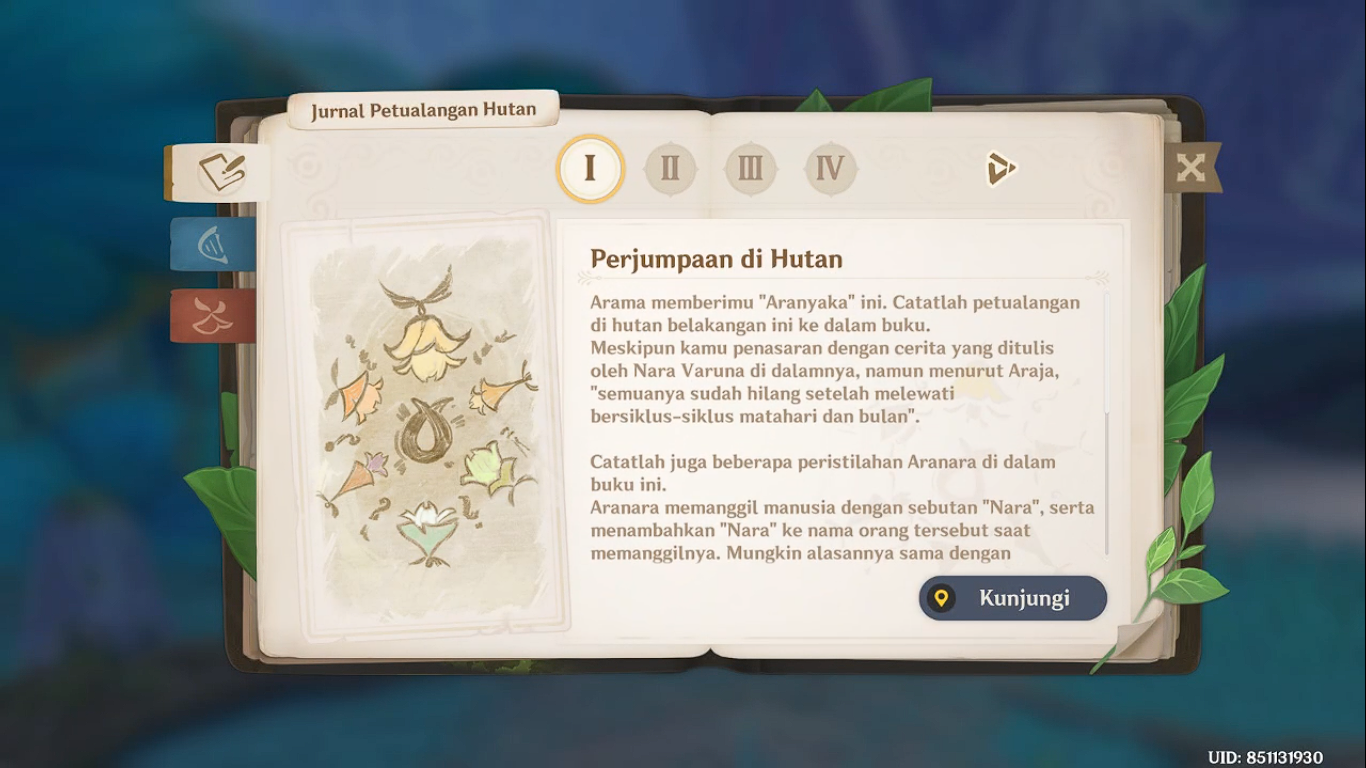 Jurnal Petualangan Hutan
I II III IV
Perjumpaan di Hutan
Arama memberimu "Aranyaka" ini. Catatlah petualangan
di hutan belakangan ini ke dalam buku.
Meskipun kamu penasaran dengan cerita yang ditulis
oleh Nara Varuna di dalamnya, namun menurut Araja,
"semuanya sudah hilang setelah melewati
bersiklus-siklus matahari dan bulan".
Catatlah juga beberapa peristilahan Aranara di dalam
buku ini.
Aranara memanggil manusia dengan sebutan "Nara", serta
menambahkan "Nara" ke nama orang tersebut saat
memanggilnya. Mungkin alasannya sama dengan
Kunjungi
UID: 851131930